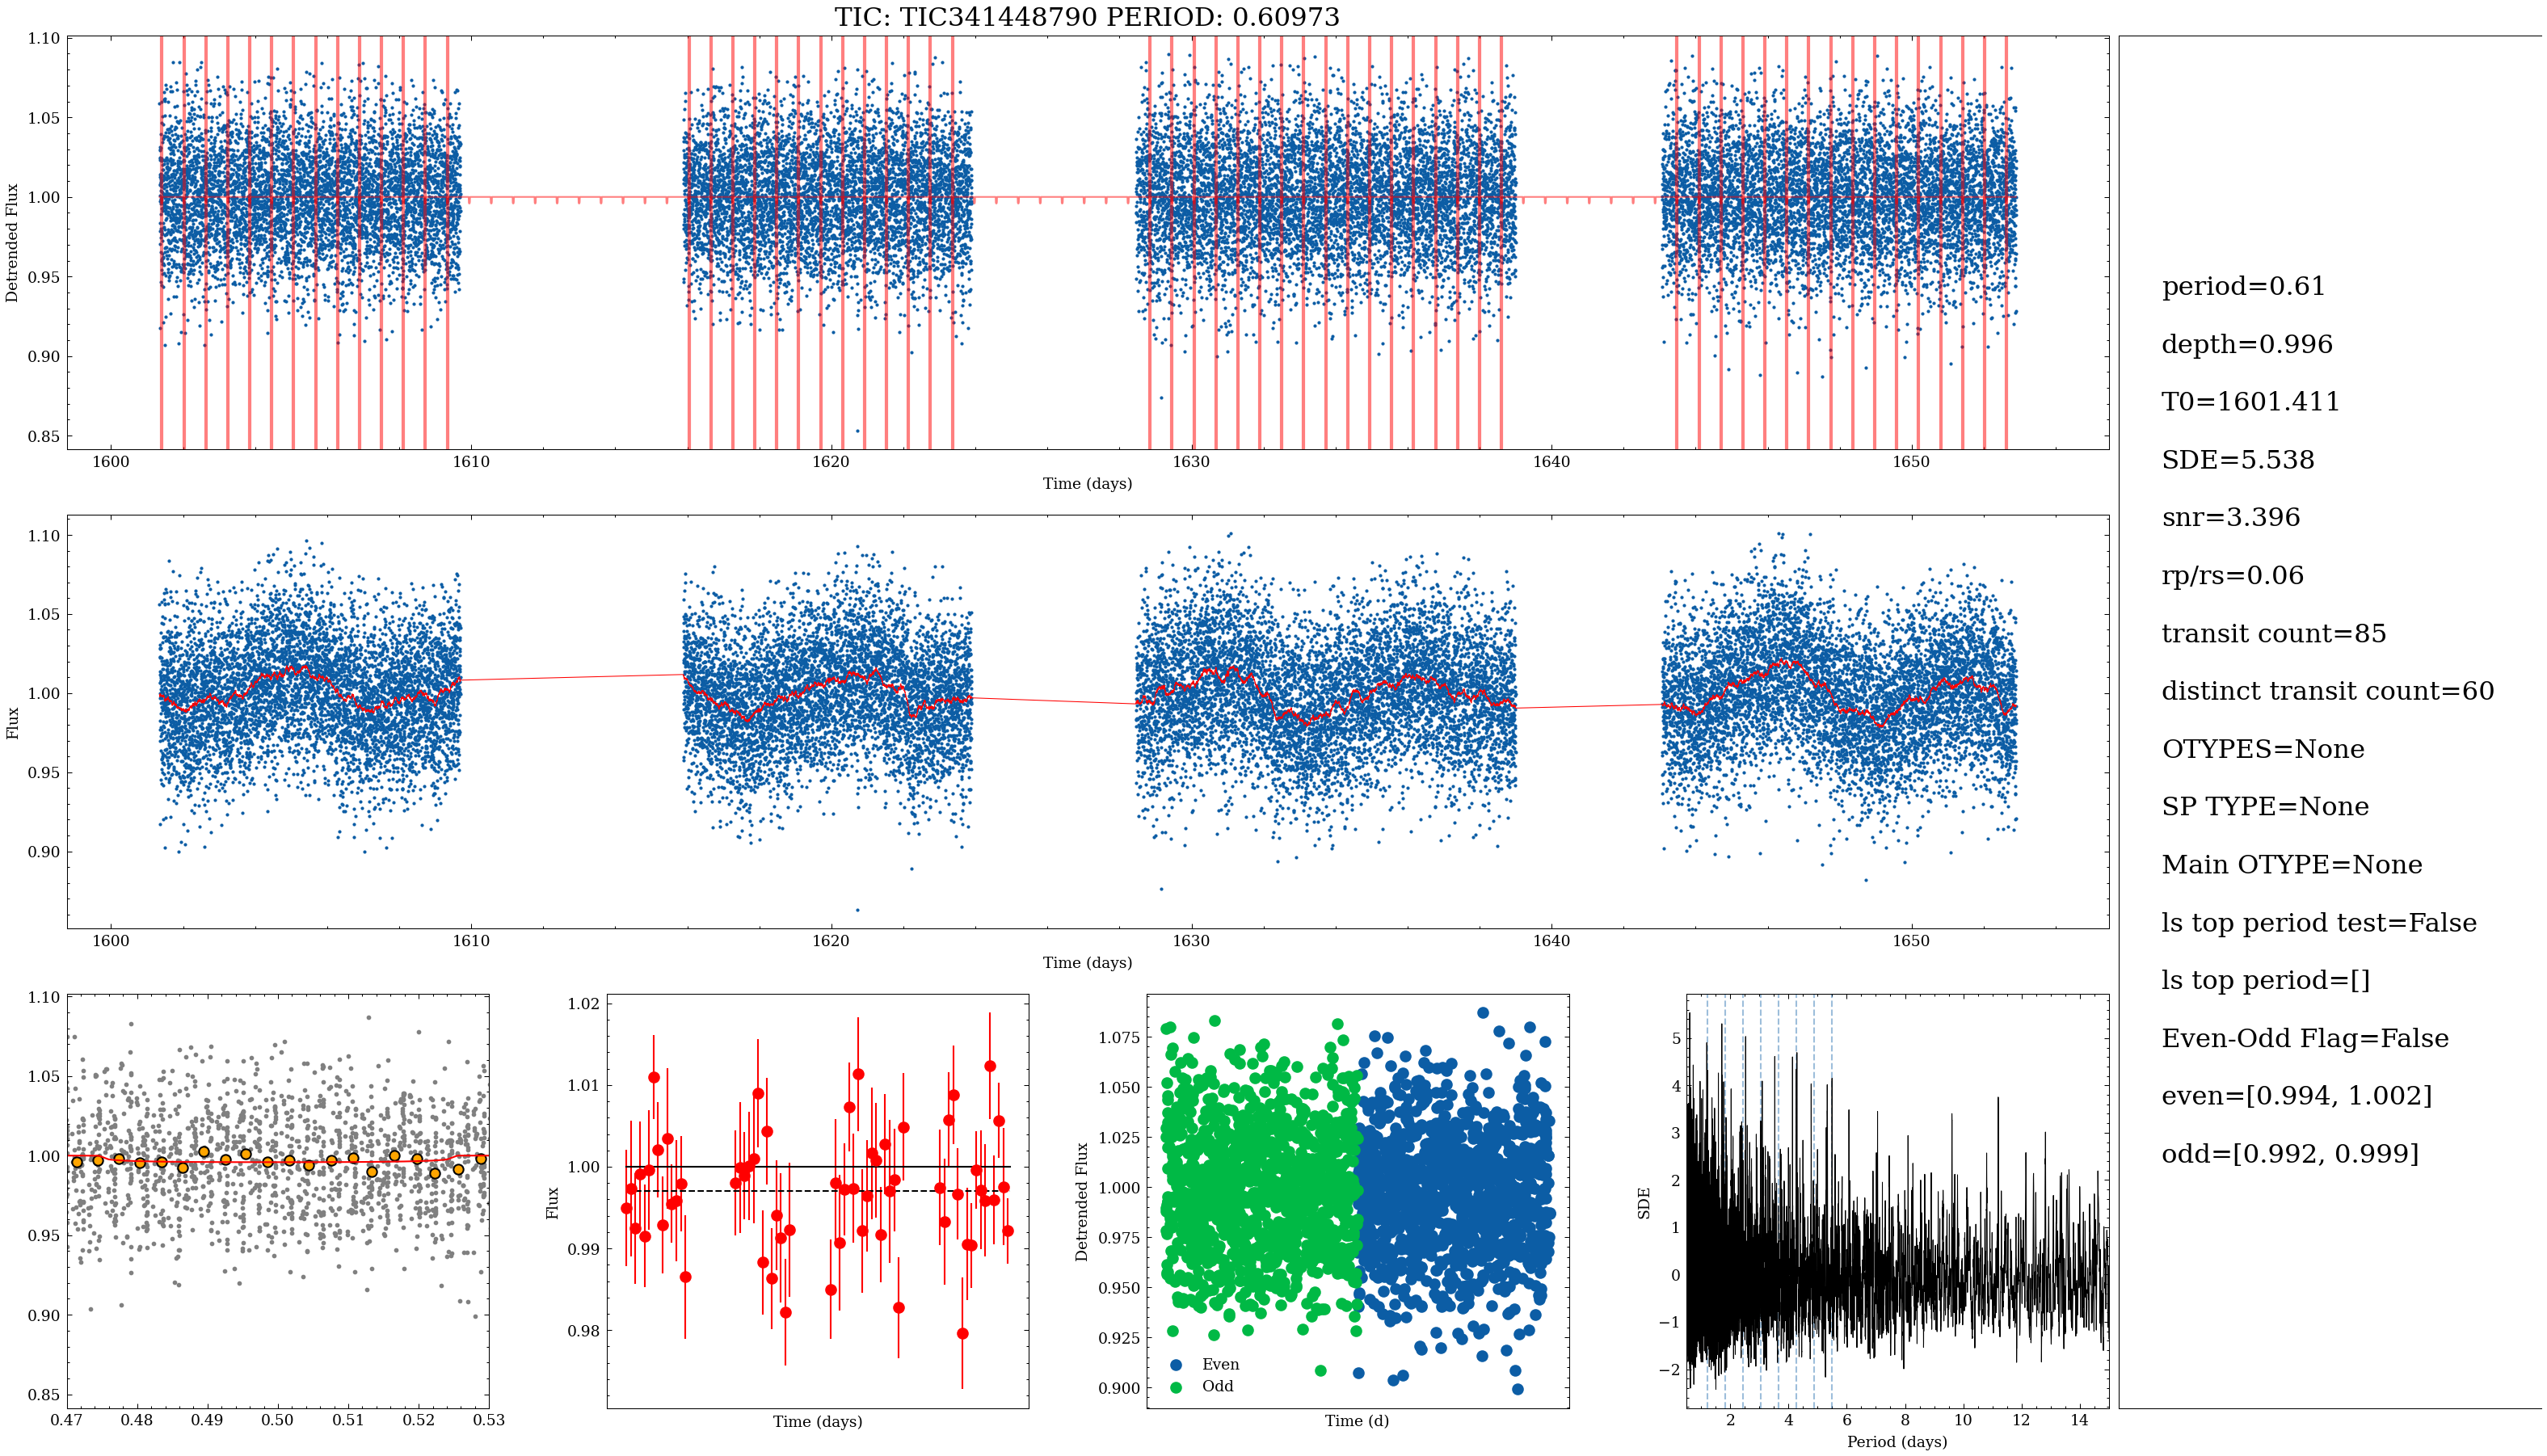 TIC: TIC341448790 PERIOD: 0.60973
1.10
1.05
1.00
0.95
0.90
0.85
Detrended Flux
1600
1610
1620
1630
1640
1650
Time (days)
1.10
1.05
1.00
0.95
0.90
Flux
1600
1610
1620
1630
1640
1650
Time (days)
1.10
1.05
1.00
0.95
0.90
0.85
0.47
0.48
0.49
0.50
0.51
0.52
0.53
1.02
1.01
1.00
0.99
0.98
Flux
Time (days)
1.075
1.050
1.025
1.000
0.975
0.950
0.925
0.900
Detrended Flux
Even
Odd
Time (d)
5
4
3
2
1
0
−1
−2
SDE
2
4
6
8
10
12
14
Period (days)
period=0.61
depth=0.996
T0=1601.411
SDE=5.538
snr=3.396
rp/rs=0.06
transit count=85
distinct transit count=60
OTYPES=None
SP TYPE=None
Main OTYPE=None
ls top period test=False
ls top period=[]
Even-Odd Flag=False
even=[0.994, 1.002]
odd=[0.992, 0.999]